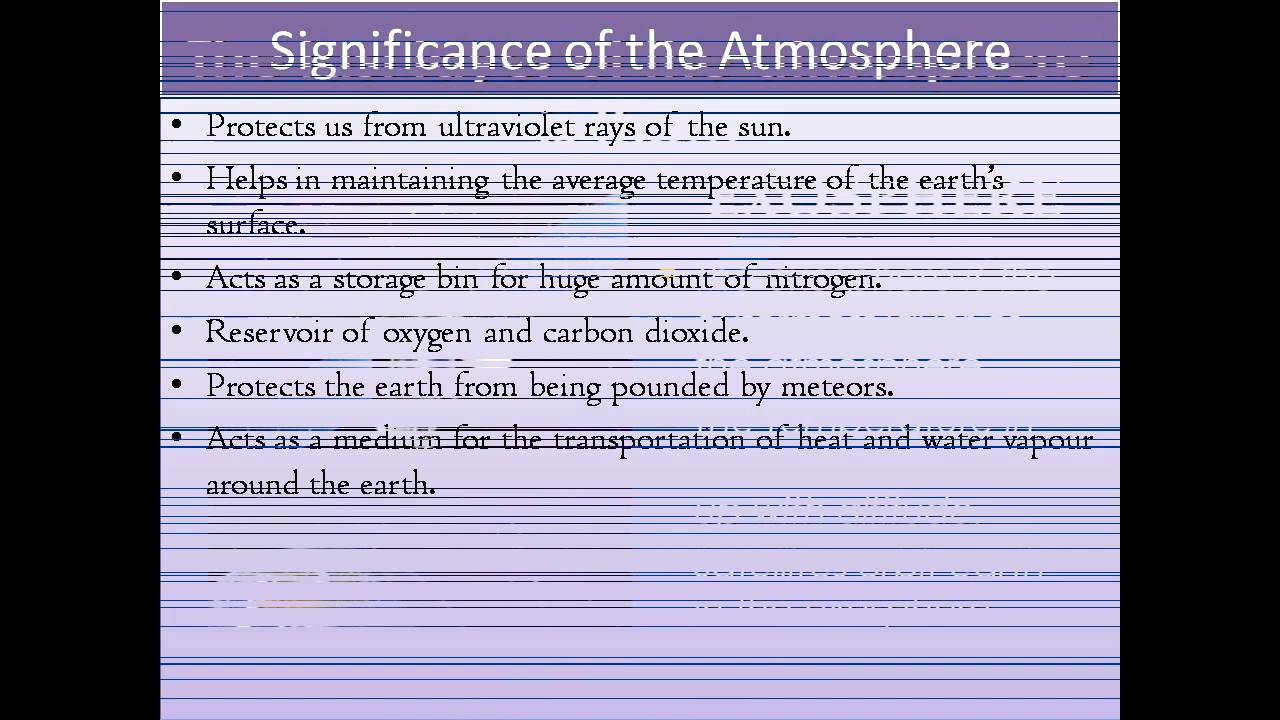 Significance of the Atmosphere
• Protects us from ultraviolet rays of the sun.
• Helps in maintaining the average temperature of the earth's
surface.
• Acts as a storage bin for huge amount of nitrogen.
• Reservoir of oxygen and carbon dioxide.
• Protects the earth from being pounded by meteors.
• Acts as a medium for the transportation of heat and water vapour
around the earth.